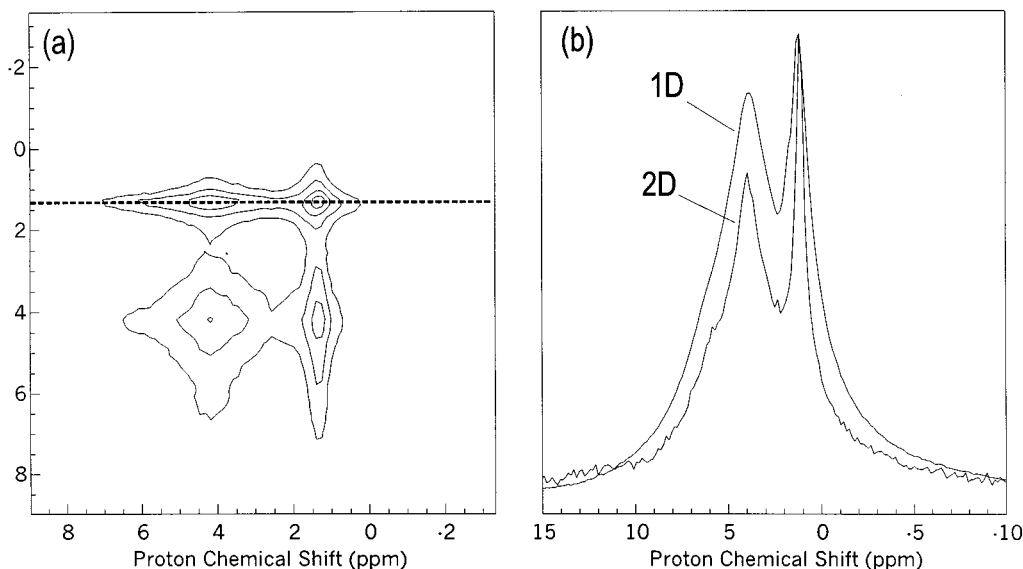 (a)
·2
0
2
4
6
8
8 6 4 2 0 ·2
Proton Chemical Shift (ppm)
(b)
1D
2D
15 10 5 0 ·5 ·10
Proton Chemical Shift (ppm)